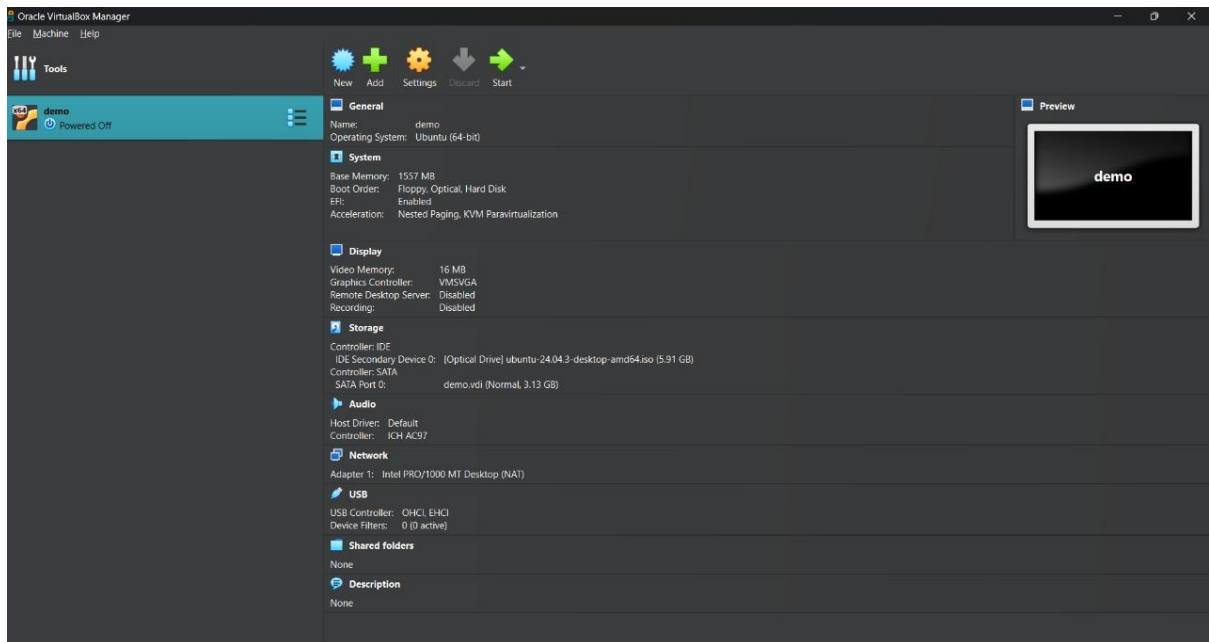 Oracle VirtualBox Manager
File Machine Help
Tools
New Add Settings Discard Start
demo
Powered Off
x64
General
Name: demo
Operating System: Ubuntu (64-bit)
System
Base Memory: 1557 MB
Boot Order: Floppy, Optical, Hard Disk
EFI: Enabled
Acceleration: Nested Paging, KVM Paravirtualization
Preview
demo
Display
Video Memory: 16 MB
Graphics Controller: VMSVGA
Remote Desktop Server: Disabled
Recording: Disabled
Storage
Controller: IDE
IDE Secondary Device 0: [Optical Drive] ubuntu-24.04.3-desktop-amd64.iso (5.91 GB)
Controller: SATA
SATA Port 0: demo.vdi (Normal, 3.13 GB)
Audio
Host Driver: Default
Controller: ICH AC97
Network
Adapter 1: Intel PRO/1000 MT Desktop (NAT)
USB
USB Controller: OHCI, EHCI
Device Filters: 0 (0 active)
Shared folders
None
Description
None